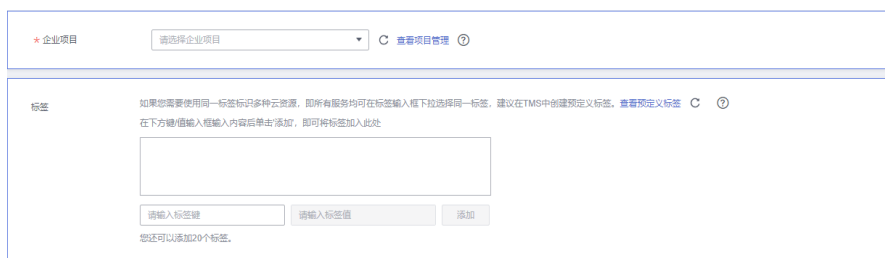 * 企业项目 请选择企业项目 C 查看项目管理 ?
标签 如果您需要使用同一标签标识多种云资源，即所有服务均可在标签输入框下拉选择同一标签，建议在TMS中创建预定义标签。查看预定义标签 C ?
在下方键/值输入框输入内容后单击'添加'，即可将标签加入此处
请输入标签键 请输入标签值 添加
您还可以添加20个标签。